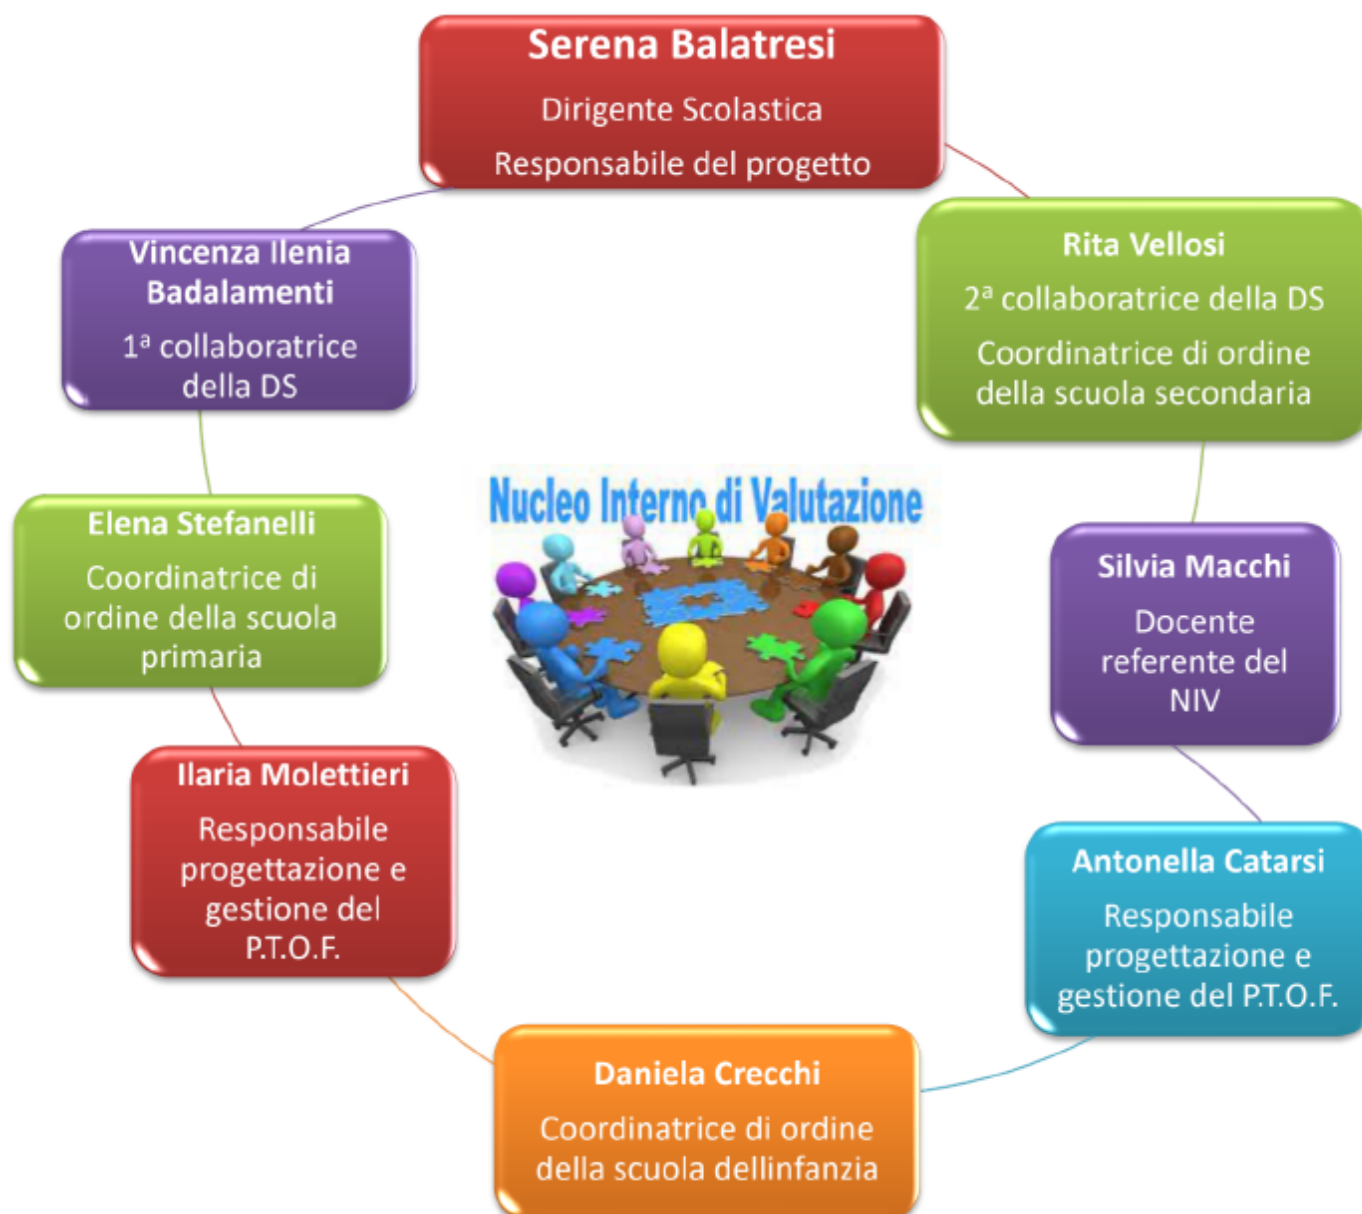 Serena Balatresi
Dirigente Scolastica
Responsabile del progetto
Rita Vellosi
2ª collaboratrice della DS
Coordinatrice di ordine
della scuola secondaria
Silvia Macchi
Docente
referente del
NIV
Antonella Catarsi
Responsabile
progettazione e
gestione del P.T.O.F.
Daniela Crecchi
Coordinatrice di ordine
della scuola dellinfanzia
Ilaria Molettieri
Responsabile
progettazione e
gestione del
P.T.O.F.
Elena Stefanelli
Coordinatrice di
ordine della scuola
primaria
Vincenza Ilenia
Badalamenti
1ª collaboratrice
della DS
Nucleo Interno di Valutazione